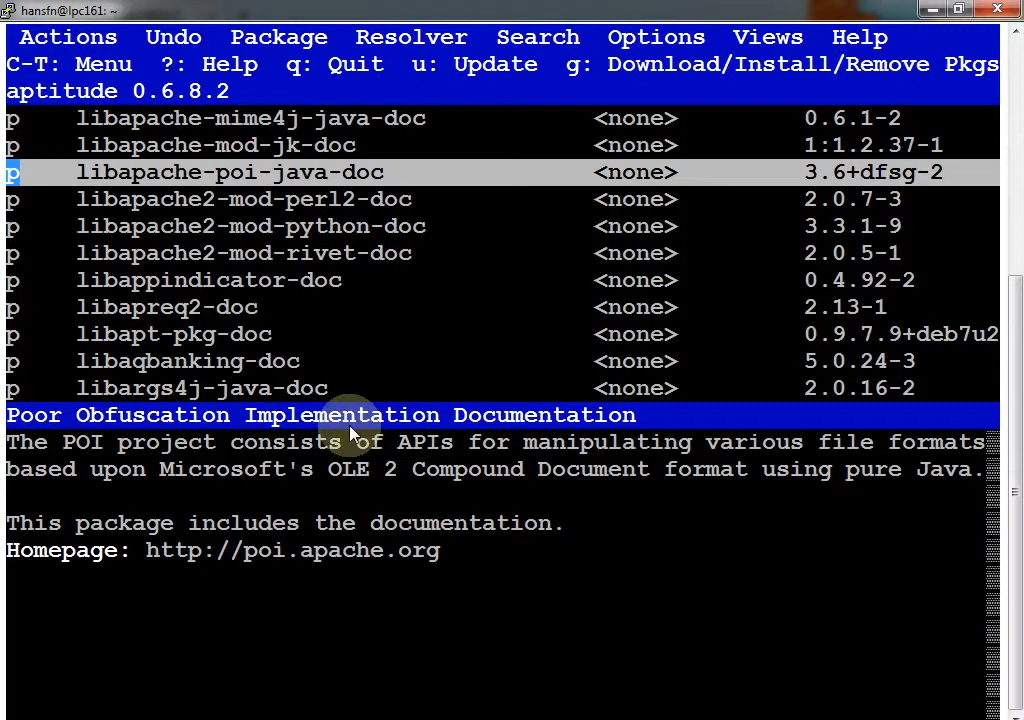 hansfn@lpc161: ~
Actions  Undo  Package  Resolver  Search  Options  Views  Help
C-T: Menu  ?: Help  q: Quit  u: Update  g: Download/Install/Remove Pkgs
aptitude 0.6.8.2
p    libapache-mime4j-java-doc    <none>    0.6.1-2
p    libapache-mod-jk-doc    <none>    1:1.2.37-1
p    libapache-poi-java-doc    <none>    3.6+dfsg-2
p    libapache2-mod-perl2-doc    <none>    2.0.7-3
p    libapache2-mod-python-doc    <none>    3.3.1-9
p    libapache2-mod-rivet-doc    <none>    2.0.5-1
p    libappindicator-doc    <none>    0.4.92-2
p    libapreq2-doc    <none>    2.13-1
p    libapt-pkg-doc    <none>    0.9.7.9+deb7u2
p    libaqbanking-doc    <none>    5.0.24-3
p    libargs4j-java-doc    <none>    2.0.16-2
Poor Obfuscation Implementation Documentation
The POI project consists of APIs for manipulating various file formats
based upon Microsoft's OLE 2 Compound Document format using pure Java.
This package includes the documentation.
Homepage: http://poi.apache.org